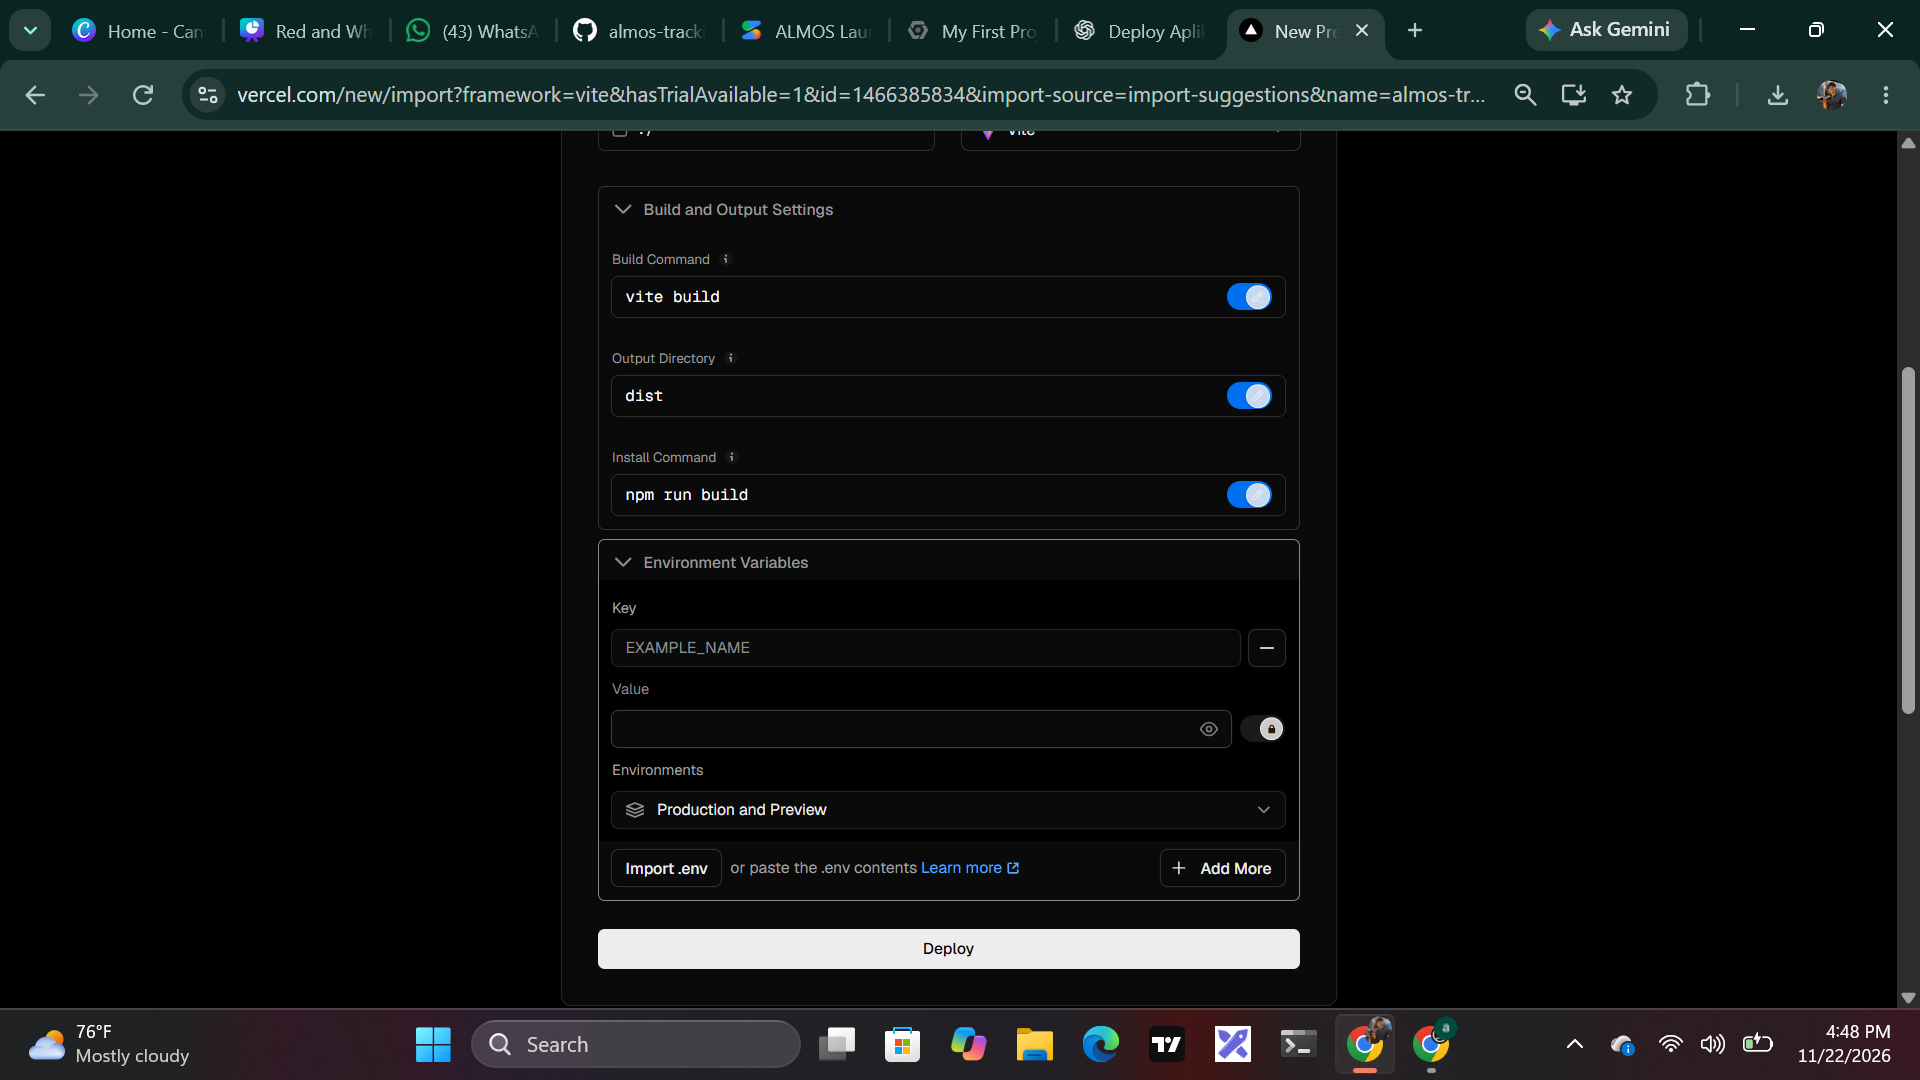 Home - Can
Red and Wh
(43) WhatsA
almos-tracki
ALMOS Laun
My First Pro
Deploy Apli
New Pro
Ask Gemini
vercel.com/new/import?framework=vite&hasTrialAvailable=1&id=1466385834&import-source=import-suggestions&name=almos-tr...
./
Vite
Build and Output Settings
Build Command
vite build
Output Directory
dist
Install Command
npm run build
Environment Variables
Key
EXAMPLE_NAME
Value
Environments
Production and Preview
Import .env or paste the .env contents Learn more
Add More
Deploy
76°F
Mostly cloudy
Search
4:48 PM
11/22/2026